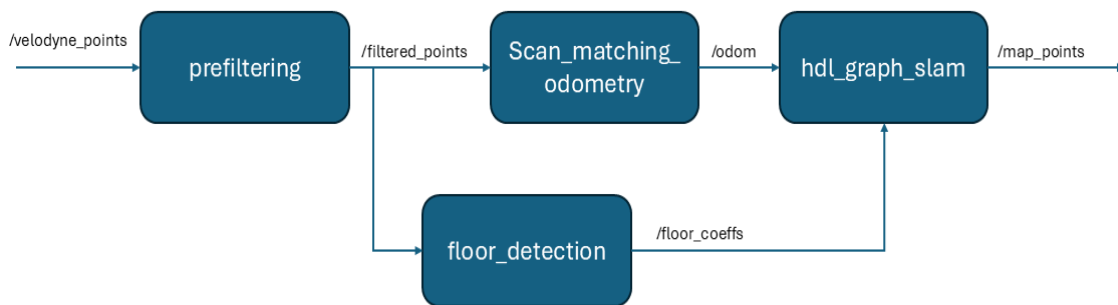 /velodyne_points
prefiltering
/filtered_points
Scan_matching_
odometry
/odom
hdl_graph_slam
/map_points
floor_detection
/floor_coeffs